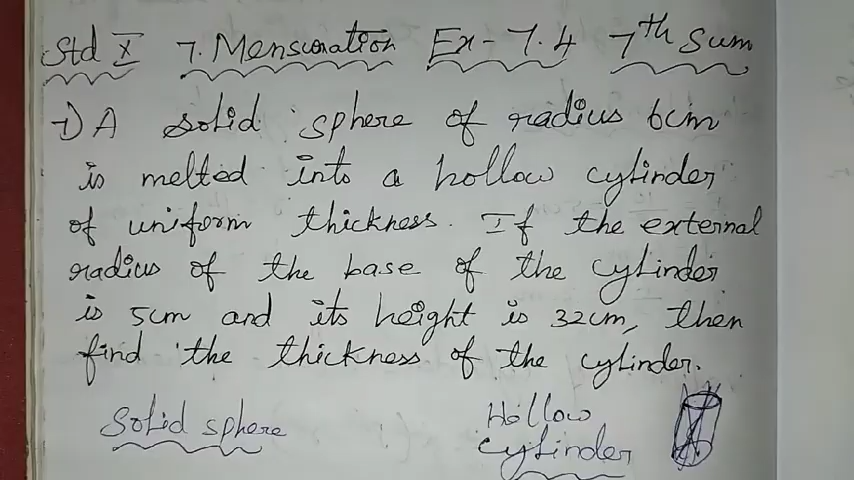 Std X 7. Mensuration Ex-7.4 7th Sum
7) A solid sphere of radius 6cm
is melted into a hollow cylinder
of uniform thickness. If the external
radius of the base of the cylinder
is 5cm and its height is 32cm, then
find the thickness of the cylinder.
Solid sphere Hollow
cylinder